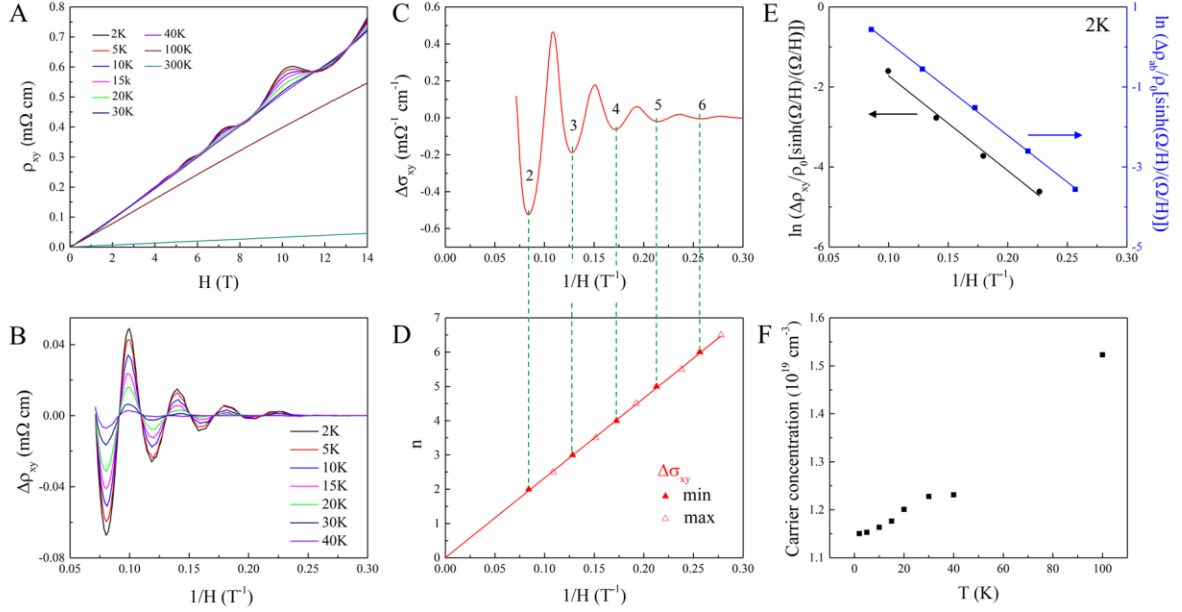 A
2K
5K
10K
15k
20K
30K
40K
100K
300K
0.8
0.7
0.6
0.5
0.4
0.3
0.2
0.1
0.0
ρxy (mΩ cm)
0 2 4 6 8 10 12 14
H (T)
B
0.04
0.00
-0.04
-0.08
Δρxy (mΩ cm)
2K
5K
10K
15K
20K
30K
40K
0.05 0.10 0.15 0.20 0.25 0.30
1/H (T-1)
C
0.6
0.4
0.2
0.0
-0.2
-0.4
-0.6
Δσxy (mΩ-1 cm-1)
2 3 4 5 6
0.00 0.05 0.10 0.15 0.20 0.25 0.30
1/H (T-1)
D
7
6
5
4
3
2
1
0
n
Δσxy
min
max
0.00 0.05 0.10 0.15 0.20 0.25 0.30
1/H (T-1)
E
2K
0
-2
-4
-6
ln (Δρxy/ρ0[sinh(Ω/H)/(Ω/H)]
1
-1
-3
-5
ln (Δρab/ρ0[sinh(Ω/H)/(Ω/H)])
0.10 0.15 0.20 0.25
1/H (T-1)
F
1.6
1.5
1.4
1.3
1.2
1.1
Carrier concentration (1019 cm-3)
0 20 40 60 80 100
T (K)